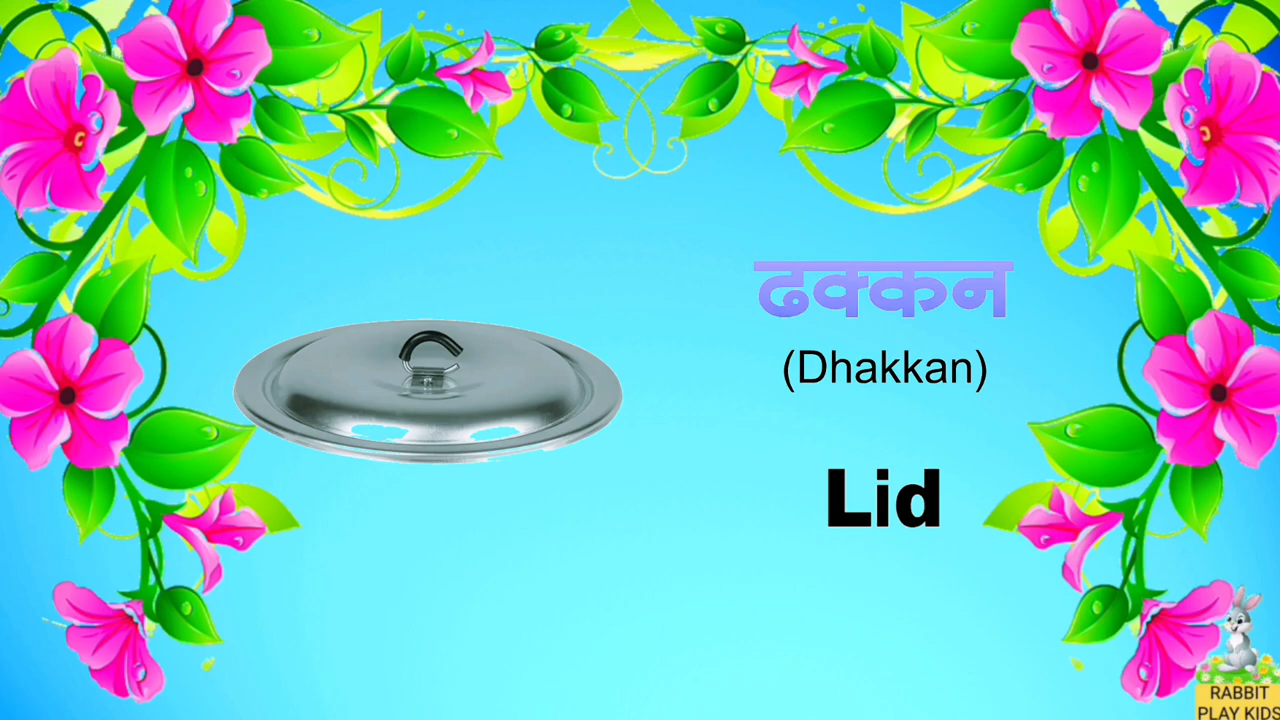 ढक्कन
(Dhakkan)
Lid
RABBIT
PLAY KIDS